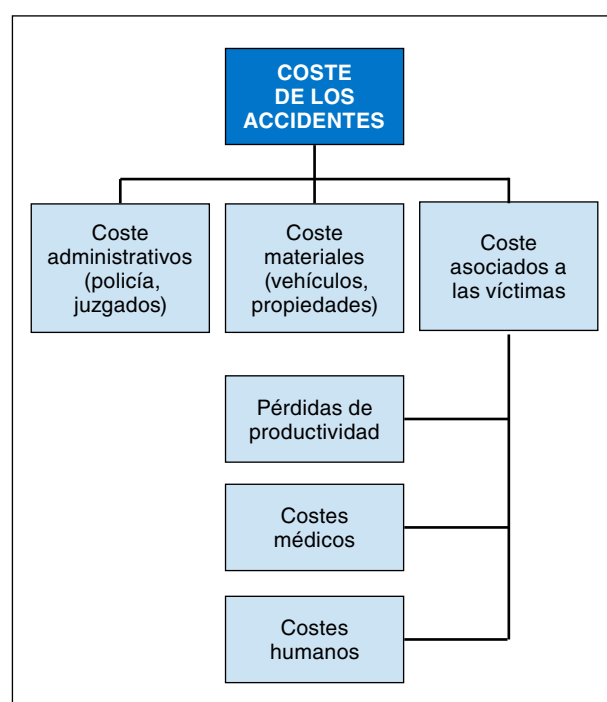 COSTE
DE LOS
ACCIDENTES
Coste
administrativos
(policía,
juzgados)
Coste
materiales
(vehículos,
propiedades)
Coste
asociados a
las víctimas
Pérdidas de
productividad
Costes
médicos
Costes
humanos